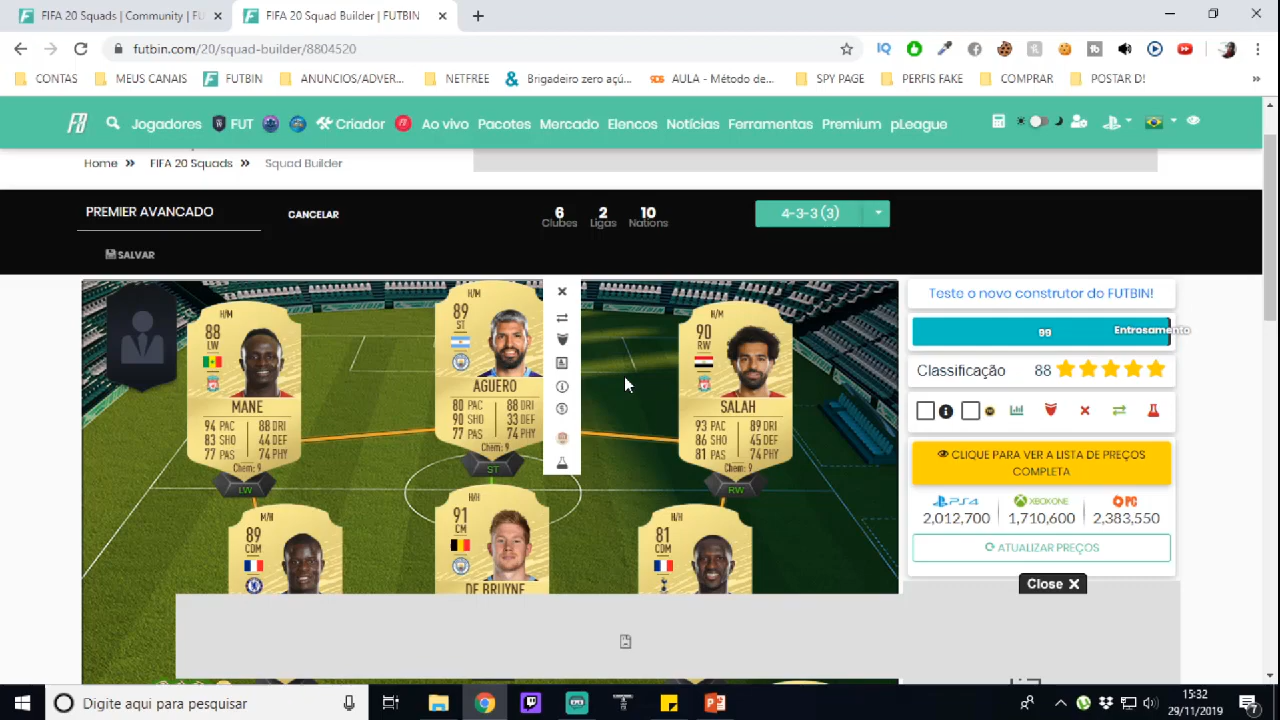 FIFA 20 Squads | Community | FUT
FIFA 20 Squad Builder | FUTBIN
futbin.com/20/squad-builder/8804520
CONTAS MEUS CANAIS FUTBIN ANUNCIOS/ADVER... NETFREE Brigadeiro zero açú... AULA - Método de... SPY PAGE PERFIS FAKE COMPRAR POSTAR D!
Jogadores FUT Criador Ao vivo Pacotes Mercado Elencos Notícias Ferramentas Premium pLeague
Home » FIFA 20 Squads » Squad Builder
PREMIER AVANCADO CANCELAR
6 Clubes 2 Ligas 10 Nations
4-3-3 (3)
SALVAR
H/M
88
LW
MANE
94 PAC 88 DRI
83 SHO 44 DEF
77 PAS 74 PHY
Chem: 9
LW
H/M
89
ST
AGUERO
80 PAC 88 DRI
90 SHO 33 DEF
77 PAS 74 PHY
Chem: 9
ST
H/M
90
RW
SALAH
93 PAC 89 DRI
86 SHO 45 DEF
81 PAS 74 PHY
Chem: 9
RW
M/H
89
CDM
H/H
91
CM
DE BRUYNE
H/H
81
CDM
Teste o novo construtor do FUTBIN!
99 Entrosamento
Classificação 88
CLIQUE PARA VER A LISTA DE PREÇOS
COMPLETA
PS4 XBOXONE PC
2,012,700 1,710,600 2,383,550
ATUALIZAR PREÇOS
Close X
Digite aqui para pesquisar
15:32
29/11/2019
7